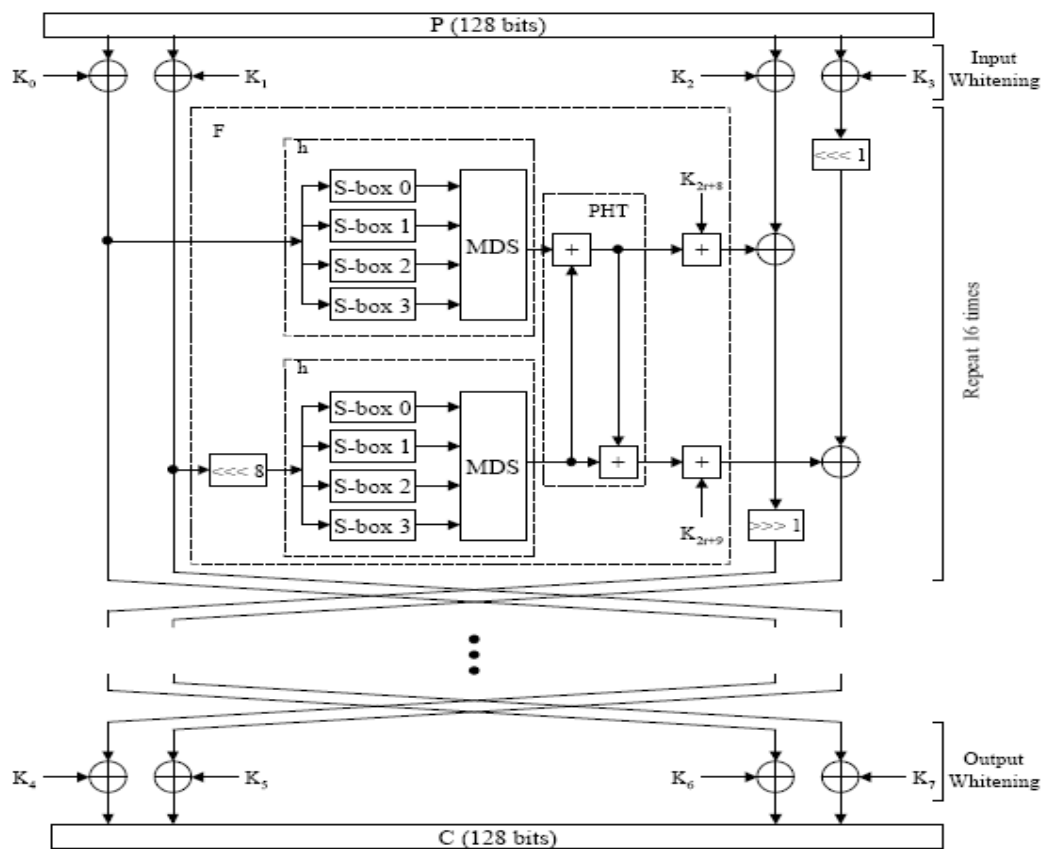 P (128 bits)
K₀
K₁
K₂
K₃
Input
Whitening
F
<<< 1
h
S-box 0
S-box 1
S-box 2
S-box 3
MDS
PHT
+
K₂ᵣ₊₈
+
Repeat 16 times
h
<<< 8
S-box 0
S-box 1
S-box 2
S-box 3
MDS
+
+
K₂ᵣ₊₉
>>> 1
K₄
K₅
K₆
K₇
Output
Whitening
C (128 bits)